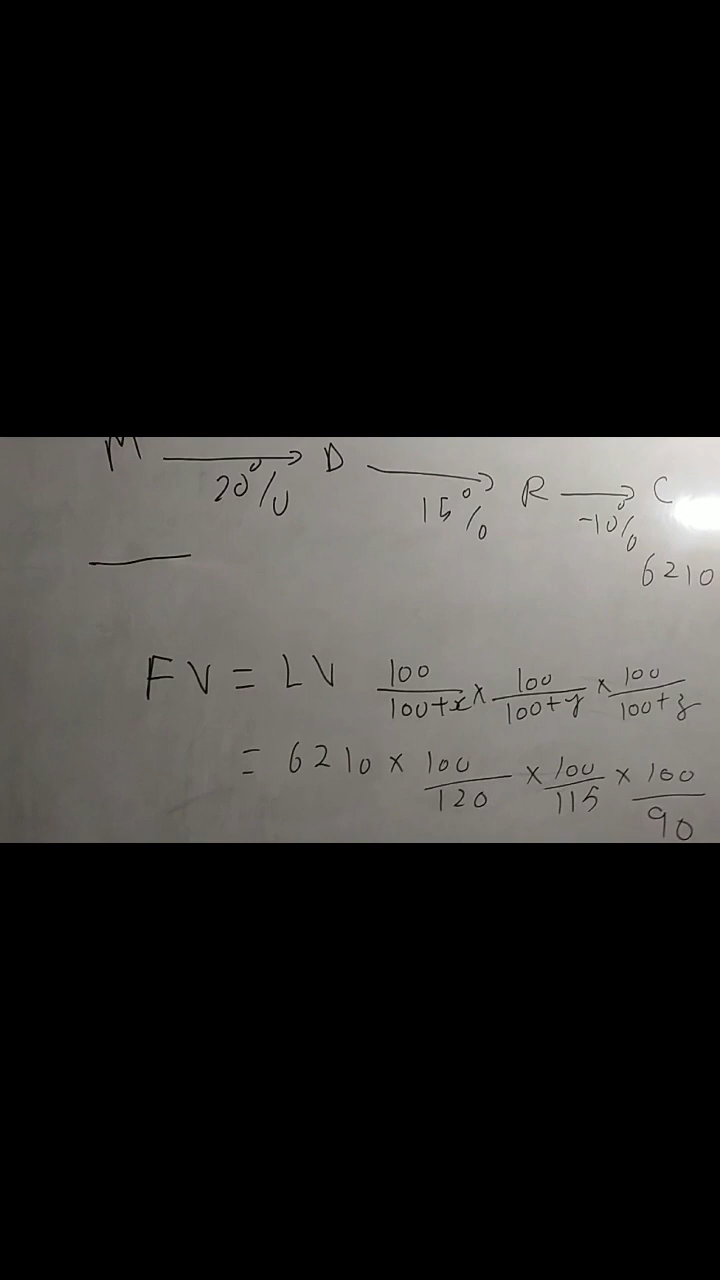 M → D → R → C
20% 15% -10%
6210
FV = LV 100/100+x × 100/100+y × 100/100+z
= 6210 × 100/120 × 100/115 × 100/90